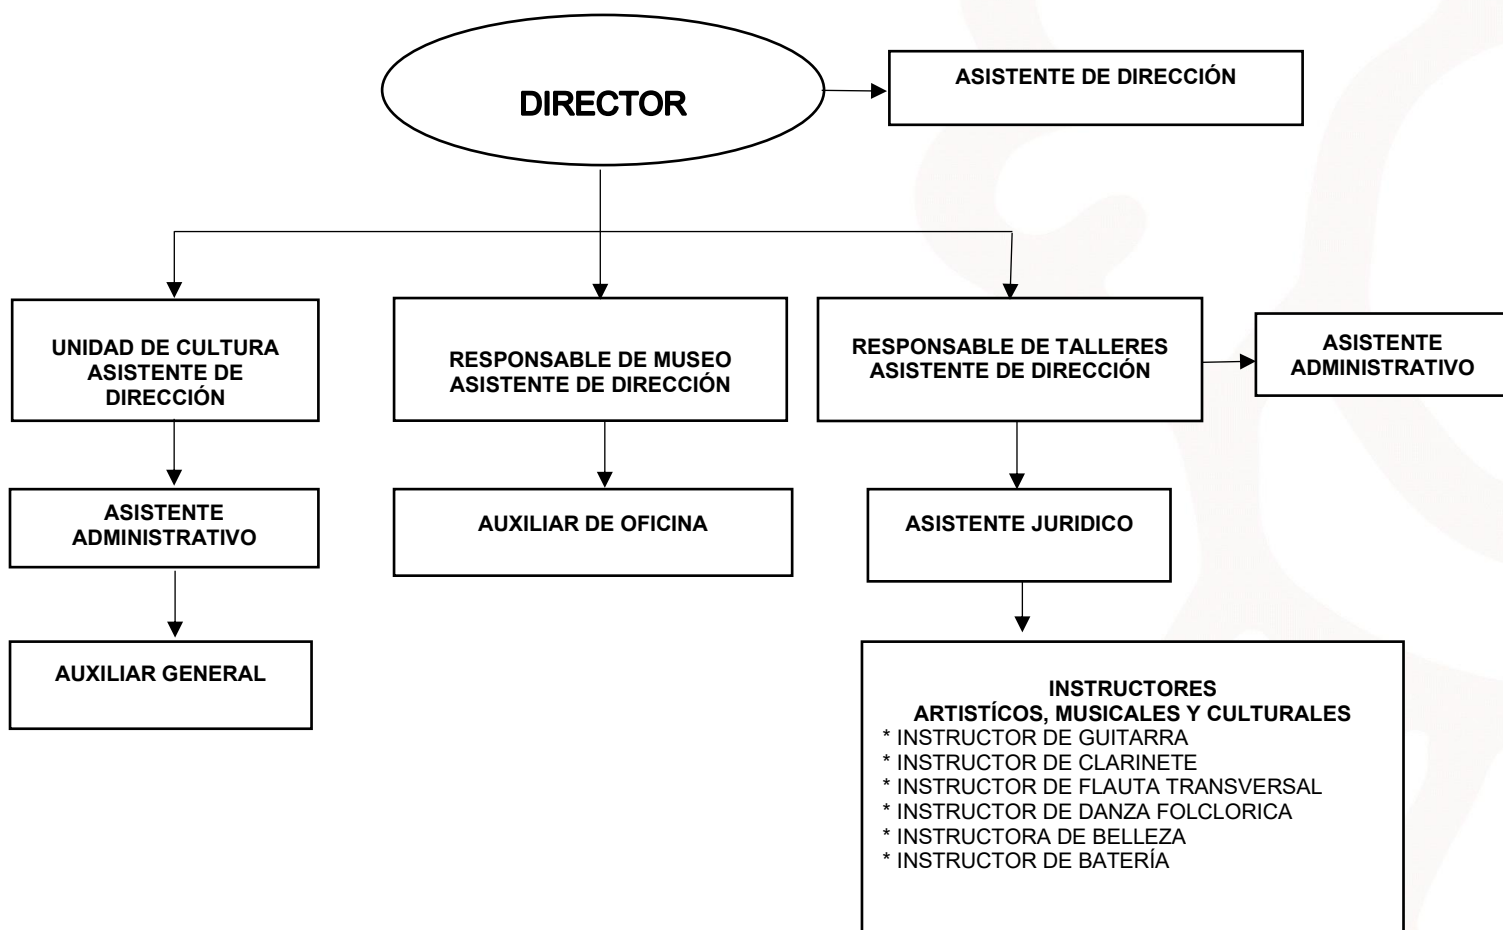 DIRECTOR
ASISTENTE DE DIRECCIÓN
UNIDAD DE CULTURA
ASISTENTE DE
DIRECCIÓN
RESPONSABLE DE MUSEO
ASISTENTE DE DIRECCIÓN
RESPONSABLE DE TALLERES
ASISTENTE DE DIRECCIÓN
ASISTENTE
ADMINISTRATIVO
ASISTENTE
ADMINISTRATIVO
AUXILIAR DE OFICINA
ASISTENTE JURIDICO
AUXILIAR GENERAL
INSTRUCTORES
ARTISTÍCOS, MUSICALES Y CULTURALES
* INSTRUCTOR DE GUITARRA
* INSTRUCTOR DE CLARINETE
* INSTRUCTOR DE FLAUTA TRANSVERSAL
* INSTRUCTOR DE DANZA FOLCLORICA
* INSTRUCTORA DE BELLEZA
* INSTRUCTOR DE BATERÍA